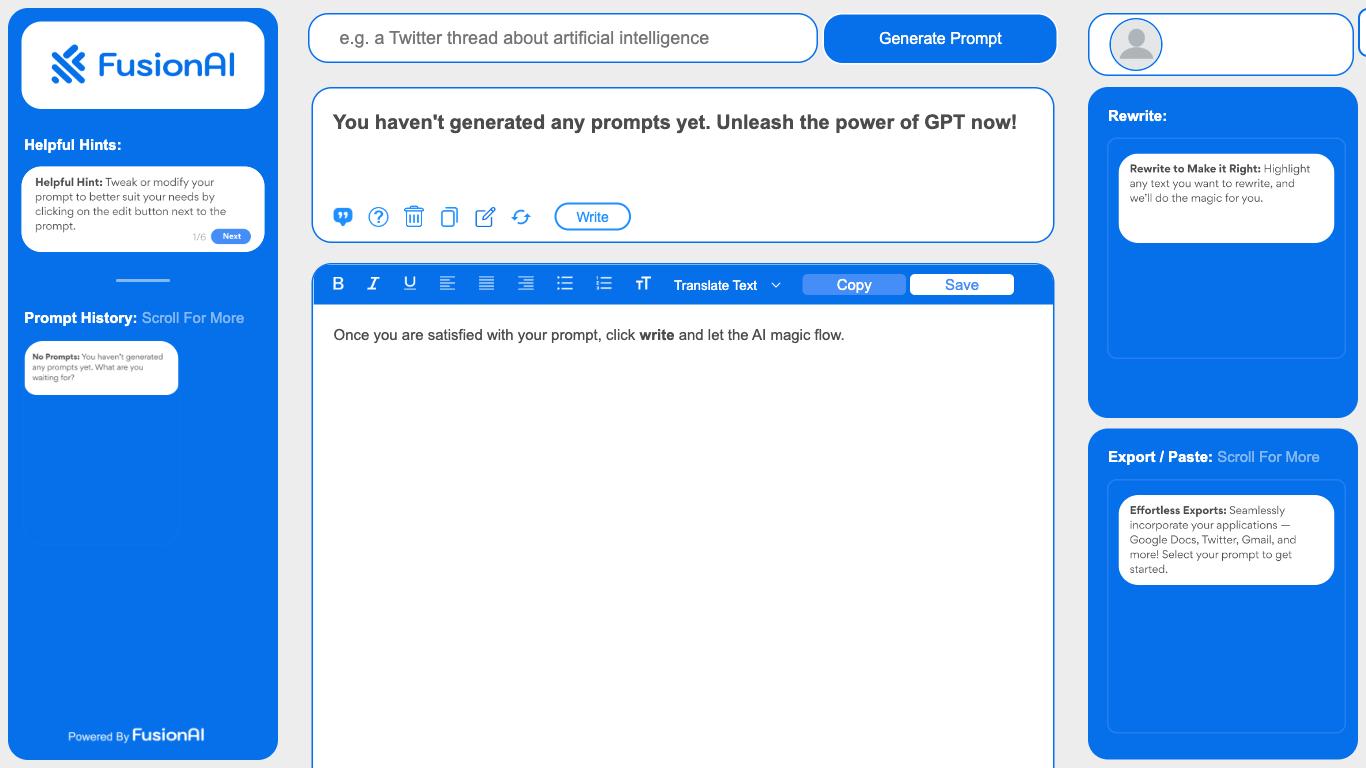 FusionAI
Helpful Hints:
Helpful Hint: Tweak or modify your
prompt to better suit your needs by
clicking on the edit button next to the
prompt.
1/6 Next
Prompt History: Scroll For More
No Prompts: You haven't generated
any prompts yet. What are you
waiting for?
Powered By FusionAI
e.g. a Twitter thread about artificial intelligence
Generate Prompt
You haven't generated any prompts yet. Unleash the power of GPT now!
Write
B I U Translate Text Copy Save
Once you are satisfied with your prompt, click write and let the AI magic flow.
Rewrite:
Rewrite to Make it Right: Highlight
any text you want to rewrite, and
we'll do the magic for you.
Export / Paste: Scroll For More
Effortless Exports: Seamlessly
incorporate your applications —
Google Docs, Twitter, Gmail, and
more! Select your prompt to get
started.